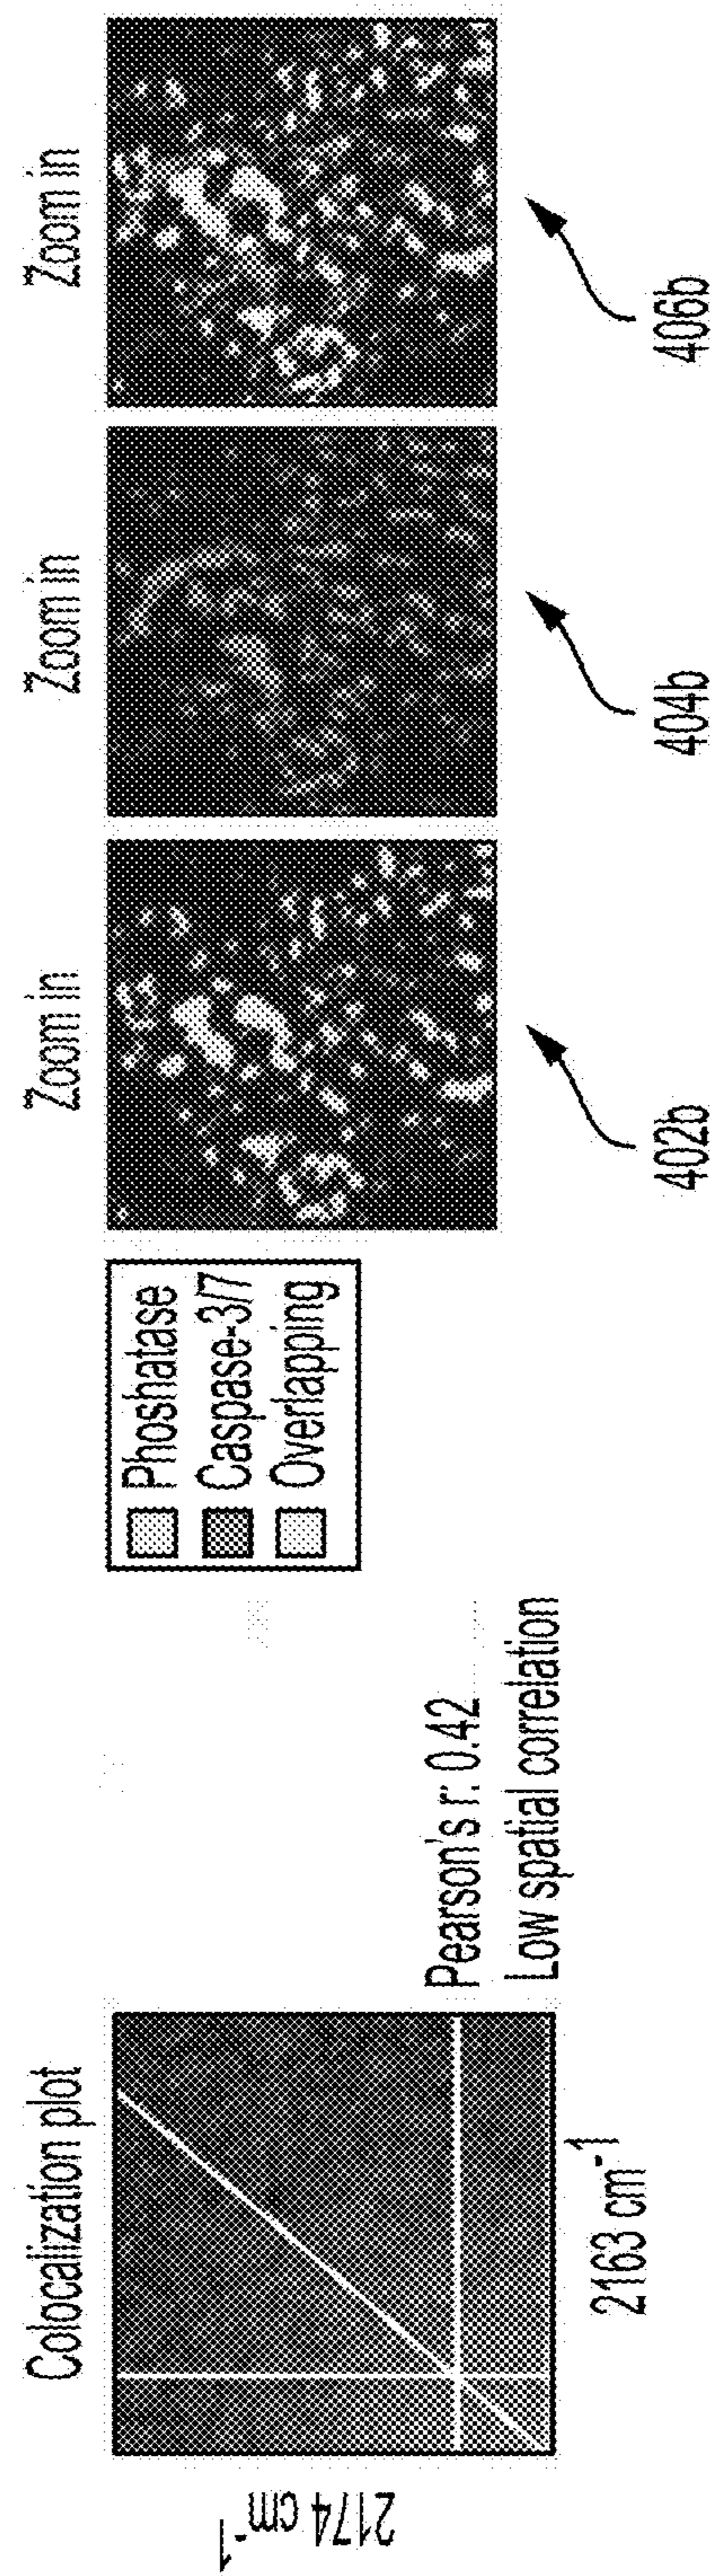 Colocalization plot
2174 cm⁻¹
2163 cm⁻¹
Pearson's r: 0.42
Low spatial correlation
Phoshatase
Caspase-3/7
Overlapping
Zoom in
Zoom in
Zoom in
402b
404b
406b